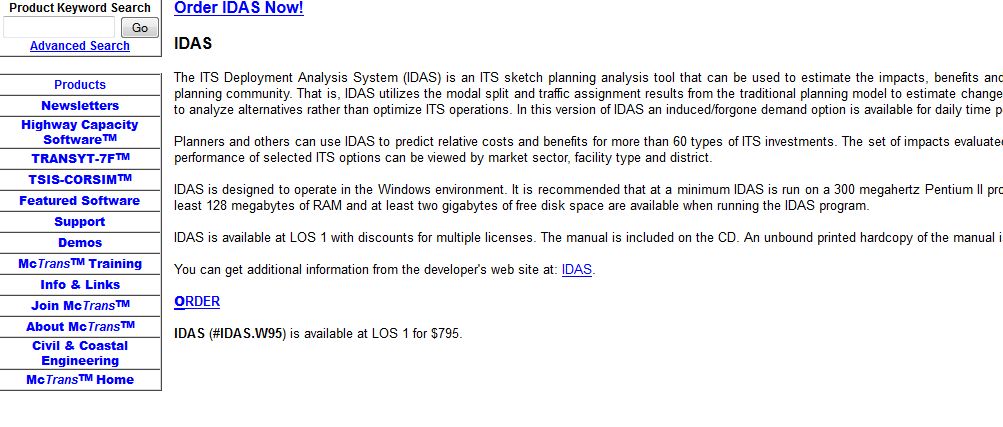 Product Keyword Search
Go
Advanced Search
Products
Newsletters
Highway Capacity
Software™
TRANSYT-7F™
TSIS-CORSIM™
Featured Software
Support
Demos
McTrans™ Training
Info & Links
Join McTrans™
About McTrans™
Civil & Coastal
Engineering
McTrans™ Home
Order IDAS Now!
IDAS
The ITS Deployment Analysis System (IDAS) is an ITS sketch planning analysis tool that can be used to estimate the impacts, benefits and
planning community. That is, IDAS utilizes the modal split and traffic assignment results from the traditional planning model to estimate change
to analyze alternatives rather than optimize ITS operations. In this version of IDAS an induced/forgone demand option is available for daily time p
Planners and others can use IDAS to predict relative costs and benefits for more than 60 types of ITS investments. The set of impacts evaluate
performance of selected ITS options can be viewed by market sector, facility type and district.
IDAS is designed to operate in the Windows environment. It is recommended that at a minimum IDAS is run on a 300 megahertz Pentium II pro
least 128 megabytes of RAM and at least two gigabytes of free disk space are available when running the IDAS program.
IDAS is available at LOS 1 with discounts for multiple licenses. The manual is included on the CD. An unbound printed hardcopy of the manual i
You can get additional information from the developer's web site at: IDAS.
ORDER
IDAS (#IDAS.W95) is available at LOS 1 for $795.